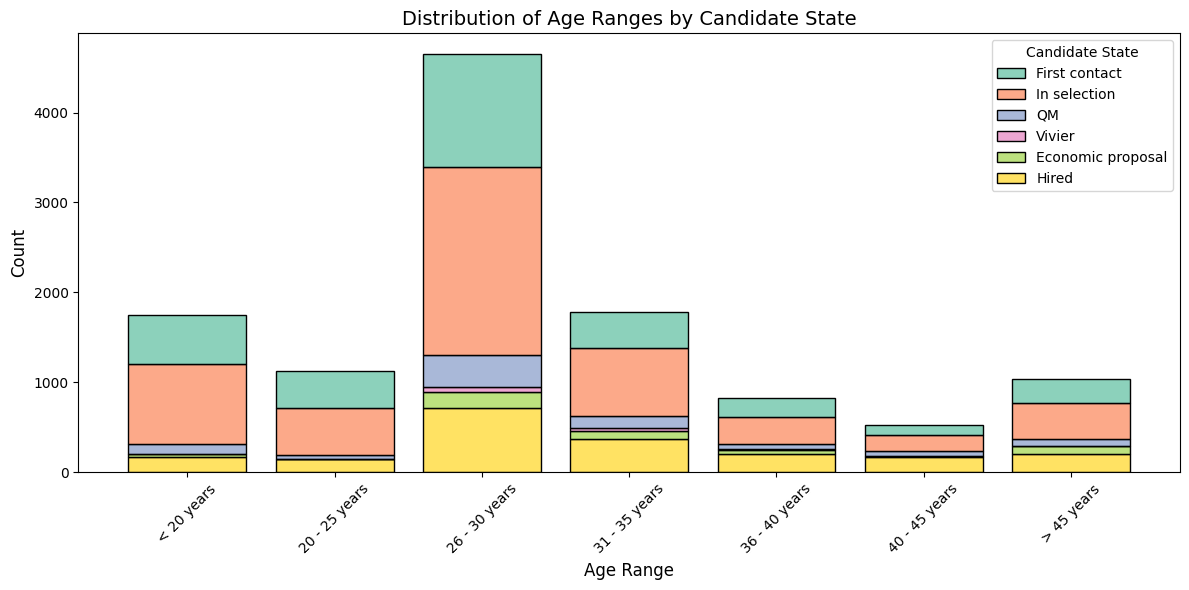 Distribution of Age Ranges by Candidate State
Candidate State
First contact
In selection
QM
Vivier
Economic proposal
Hired
Count
4000
3000
2000
1000
0
< 20 years
20 - 25 years
26 - 30 years
31 - 35 years
36 - 40 years
40 - 45 years
> 45 years
Age Range